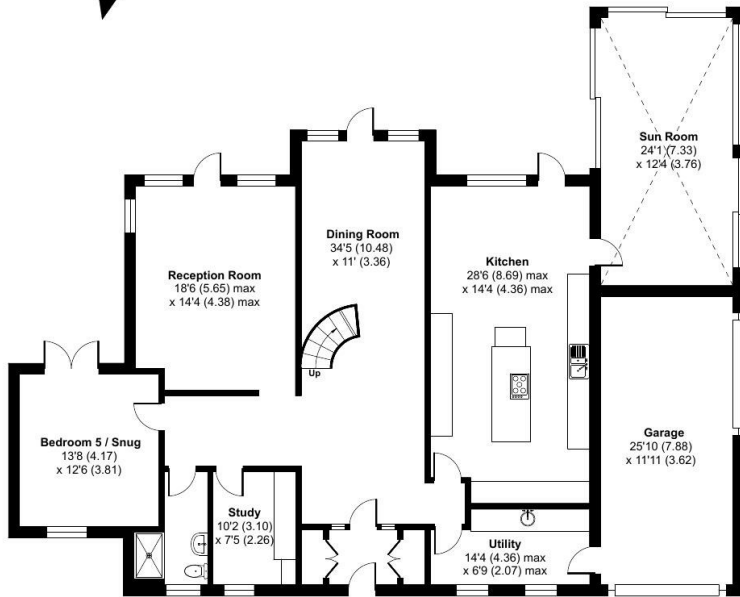 Sun Room
24'1 (7.33)
x 12'4 (3.76)
Dining Room
34'5 (10.48)
x 11' (3.36)
Kitchen
28'6 (8.69) max
x 14'4 (4.36) max
Reception Room
18'6 (5.65) max
x 14'4 (4.38) max
Up
Bedroom 5 / Snug
13'8 (4.17)
x 12'6 (3.81)
Garage
25'10 (7.88)
x 11'11 (3.62)
Study
10'2 (3.10)
x 7'5 (2.26)
Utility
14'4 (4.36) max
x 6'9 (2.07) max